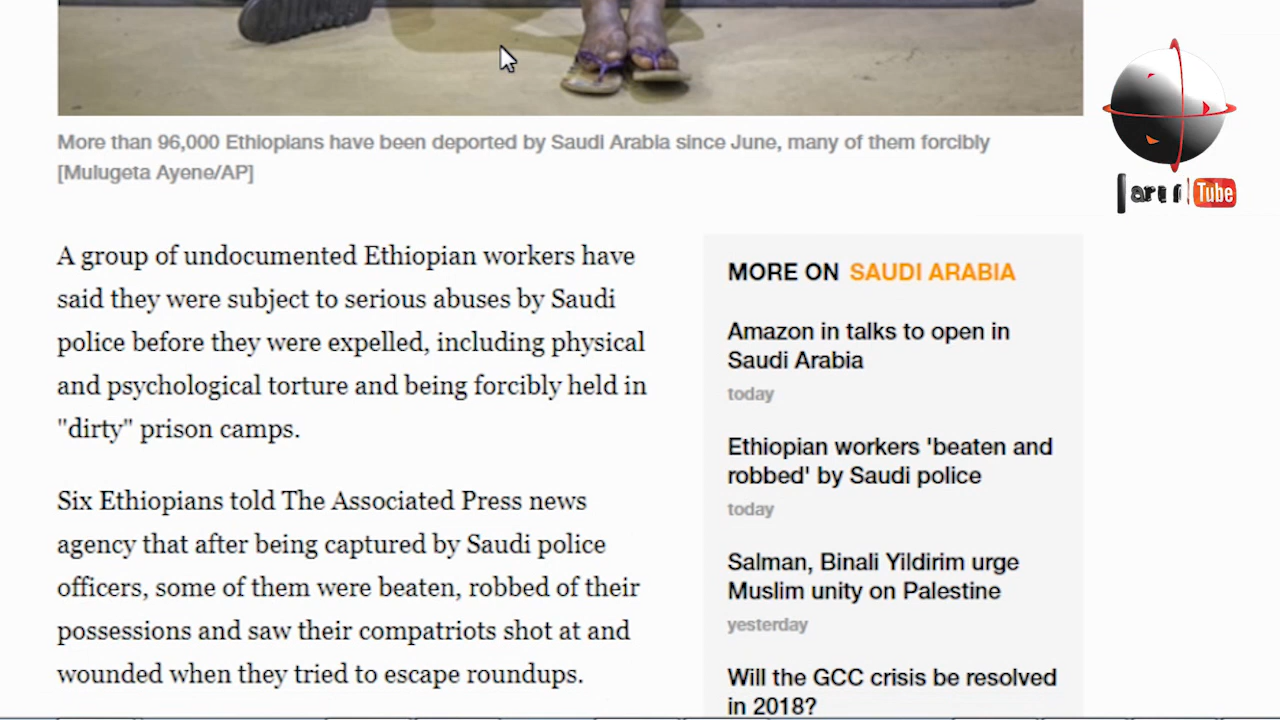 More than 96,000 Ethiopians have been deported by Saudi Arabia since June, many of them forcibly
[Mulugeta Ayene/AP]
A group of undocumented Ethiopian workers have
said they were subject to serious abuses by Saudi
police before they were expelled, including physical
and psychological torture and being forcibly held in
"dirty" prison camps.
Six Ethiopians told The Associated Press news
agency that after being captured by Saudi police
officers, some of them were beaten, robbed of their
possessions and saw their compatriots shot at and
wounded when they tried to escape roundups.
MORE ON SAUDI ARABIA
Amazon in talks to open in
Saudi Arabia
today
Ethiopian workers 'beaten and
robbed' by Saudi police
today
Salman, Binali Yildirim urge
Muslim unity on Palestine
yesterday
Will the GCC crisis be resolved
in 2018?
Tube